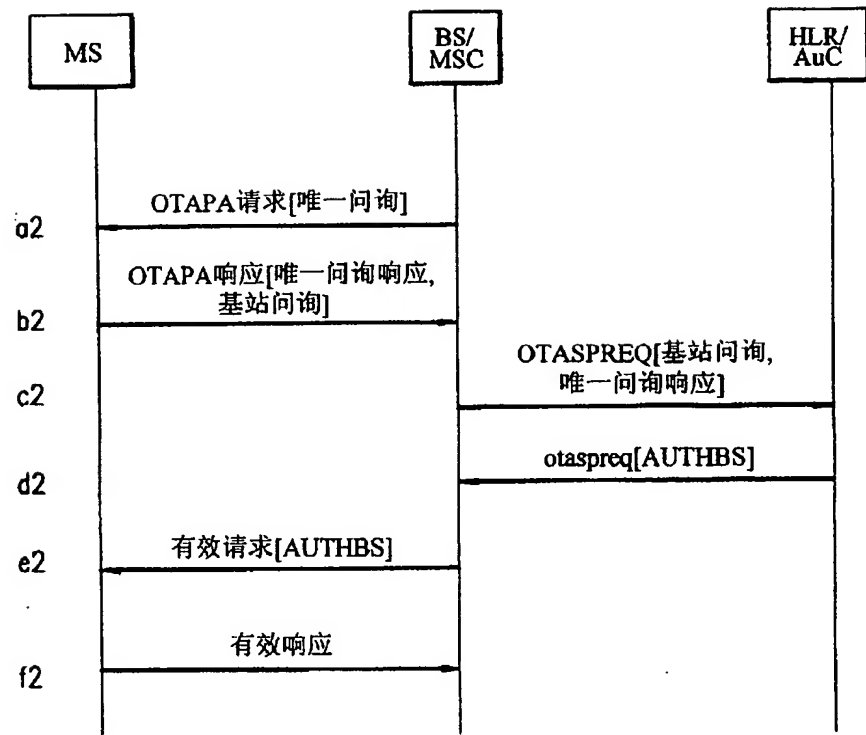 MS
BS/
MSC
HLR/
AuC
a2
OTAPA请求[唯一问询]
b2
OTAPA响应[唯一问询响应,
基站问询]
c2
OTASPREQ[基站问询,
唯一问询响应]
d2
otaspreq[AUTHBS]
e2
有效请求[AUTHBS]
f2
有效响应